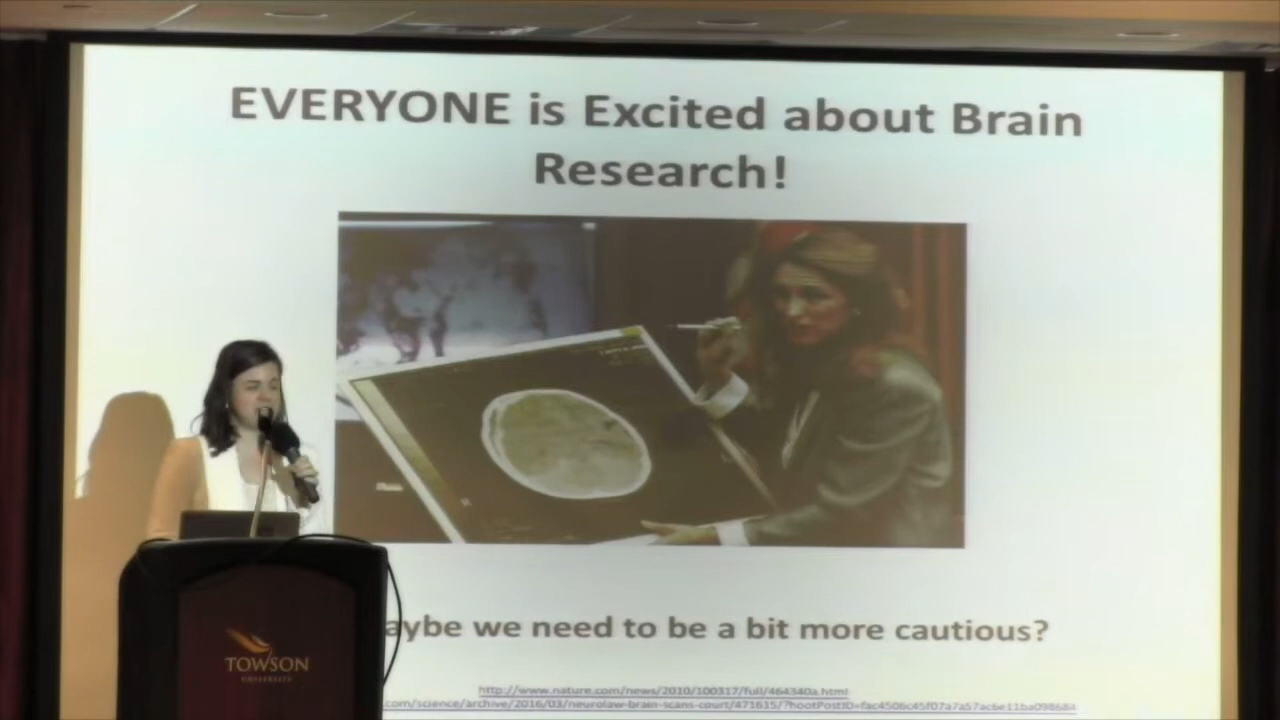 EVERYONE is Excited about Brain
Research!
aybe we need to be a bit more cautious?
http://www.nature.com/news/2010/100317/full/464340a.html
.com/science/archive/2016/03/neurolaw-brain-scans-court/471615/?hootPostID=fac4506c45f07a7a57ac6e11ba098684
TOWSON
UNIVERSITY